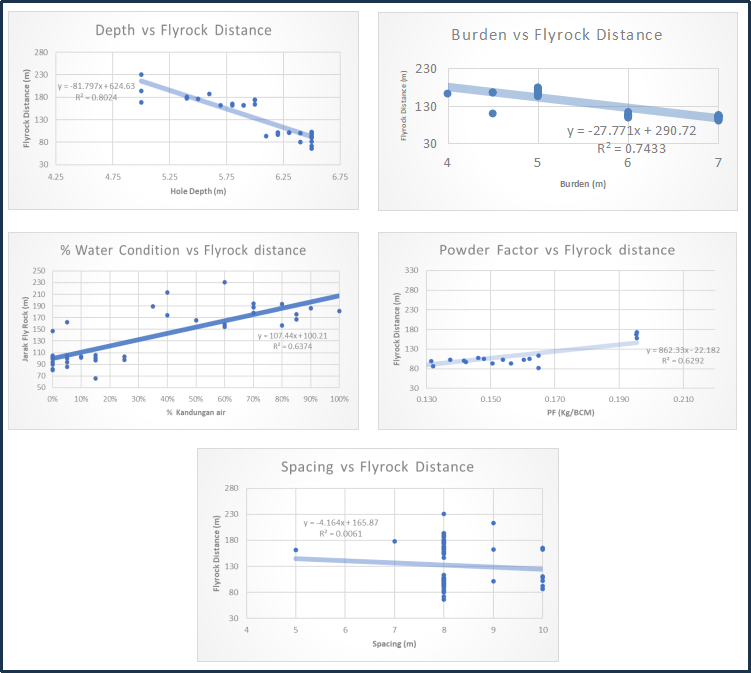 Depth vs Flyrock Distance
280
230
180
130
80
30
Flyrock Distance (m)
y = -81.797x + 624.63
R² = 0.8024
4.25 4.75 5.25 5.75 6.25 6.75
Hole Depth (m)
Burden vs Flyrock Distance
230
130
30
Flyrock Distance (m)
y = -27.771x + 290.72
R² = 0.7433
4 5 6 7
Burden (m)
% Water Condition vs Flyrock distance
250
230
210
190
170
150
130
110
90
70
50
Jarak Fly Rock (m)
y = 107.44x + 100.21
R² = 0.6374
0% 10% 20% 30% 40% 50% 60% 70% 80% 90% 100%
% Kandungan air
Powder Factor vs Flyrock distance
330
280
230
180
130
80
30
Flyrock Distance (m)
y = 862.33x - 22.182
R² = 0.6292
0.130 0.150 0.170 0.190 0.210
PF (Kg/BCM)
Spacing vs Flyrock Distance
280
230
180
130
80
30
Flyrock Distance (m)
y = -4.164x + 165.87
R² = 0.0061
4 5 6 7 8 9 10
Spacing (m)